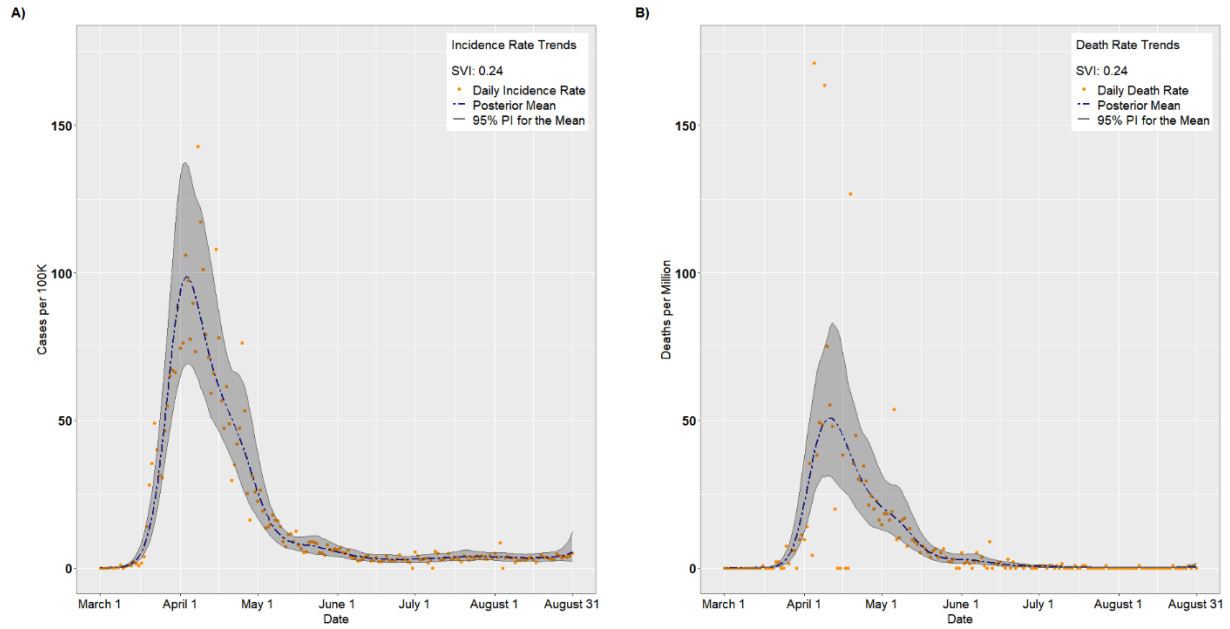 A)
Incidence Rate Trends
SVI: 0.24
Daily Incidence Rate
Posterior Mean
95% PI for the Mean
Cases per 100K
150
100
50
0
March 1
April 1
May 1
June 1
July 1
August 1
August 31
Date
B)
Death Rate Trends
SVI: 0.24
Daily Death Rate
Posterior Mean
95% PI for the Mean
Deaths per Million
150
100
50
0
March 1
April 1
May 1
June 1
July 1
August 1
August 31
Date